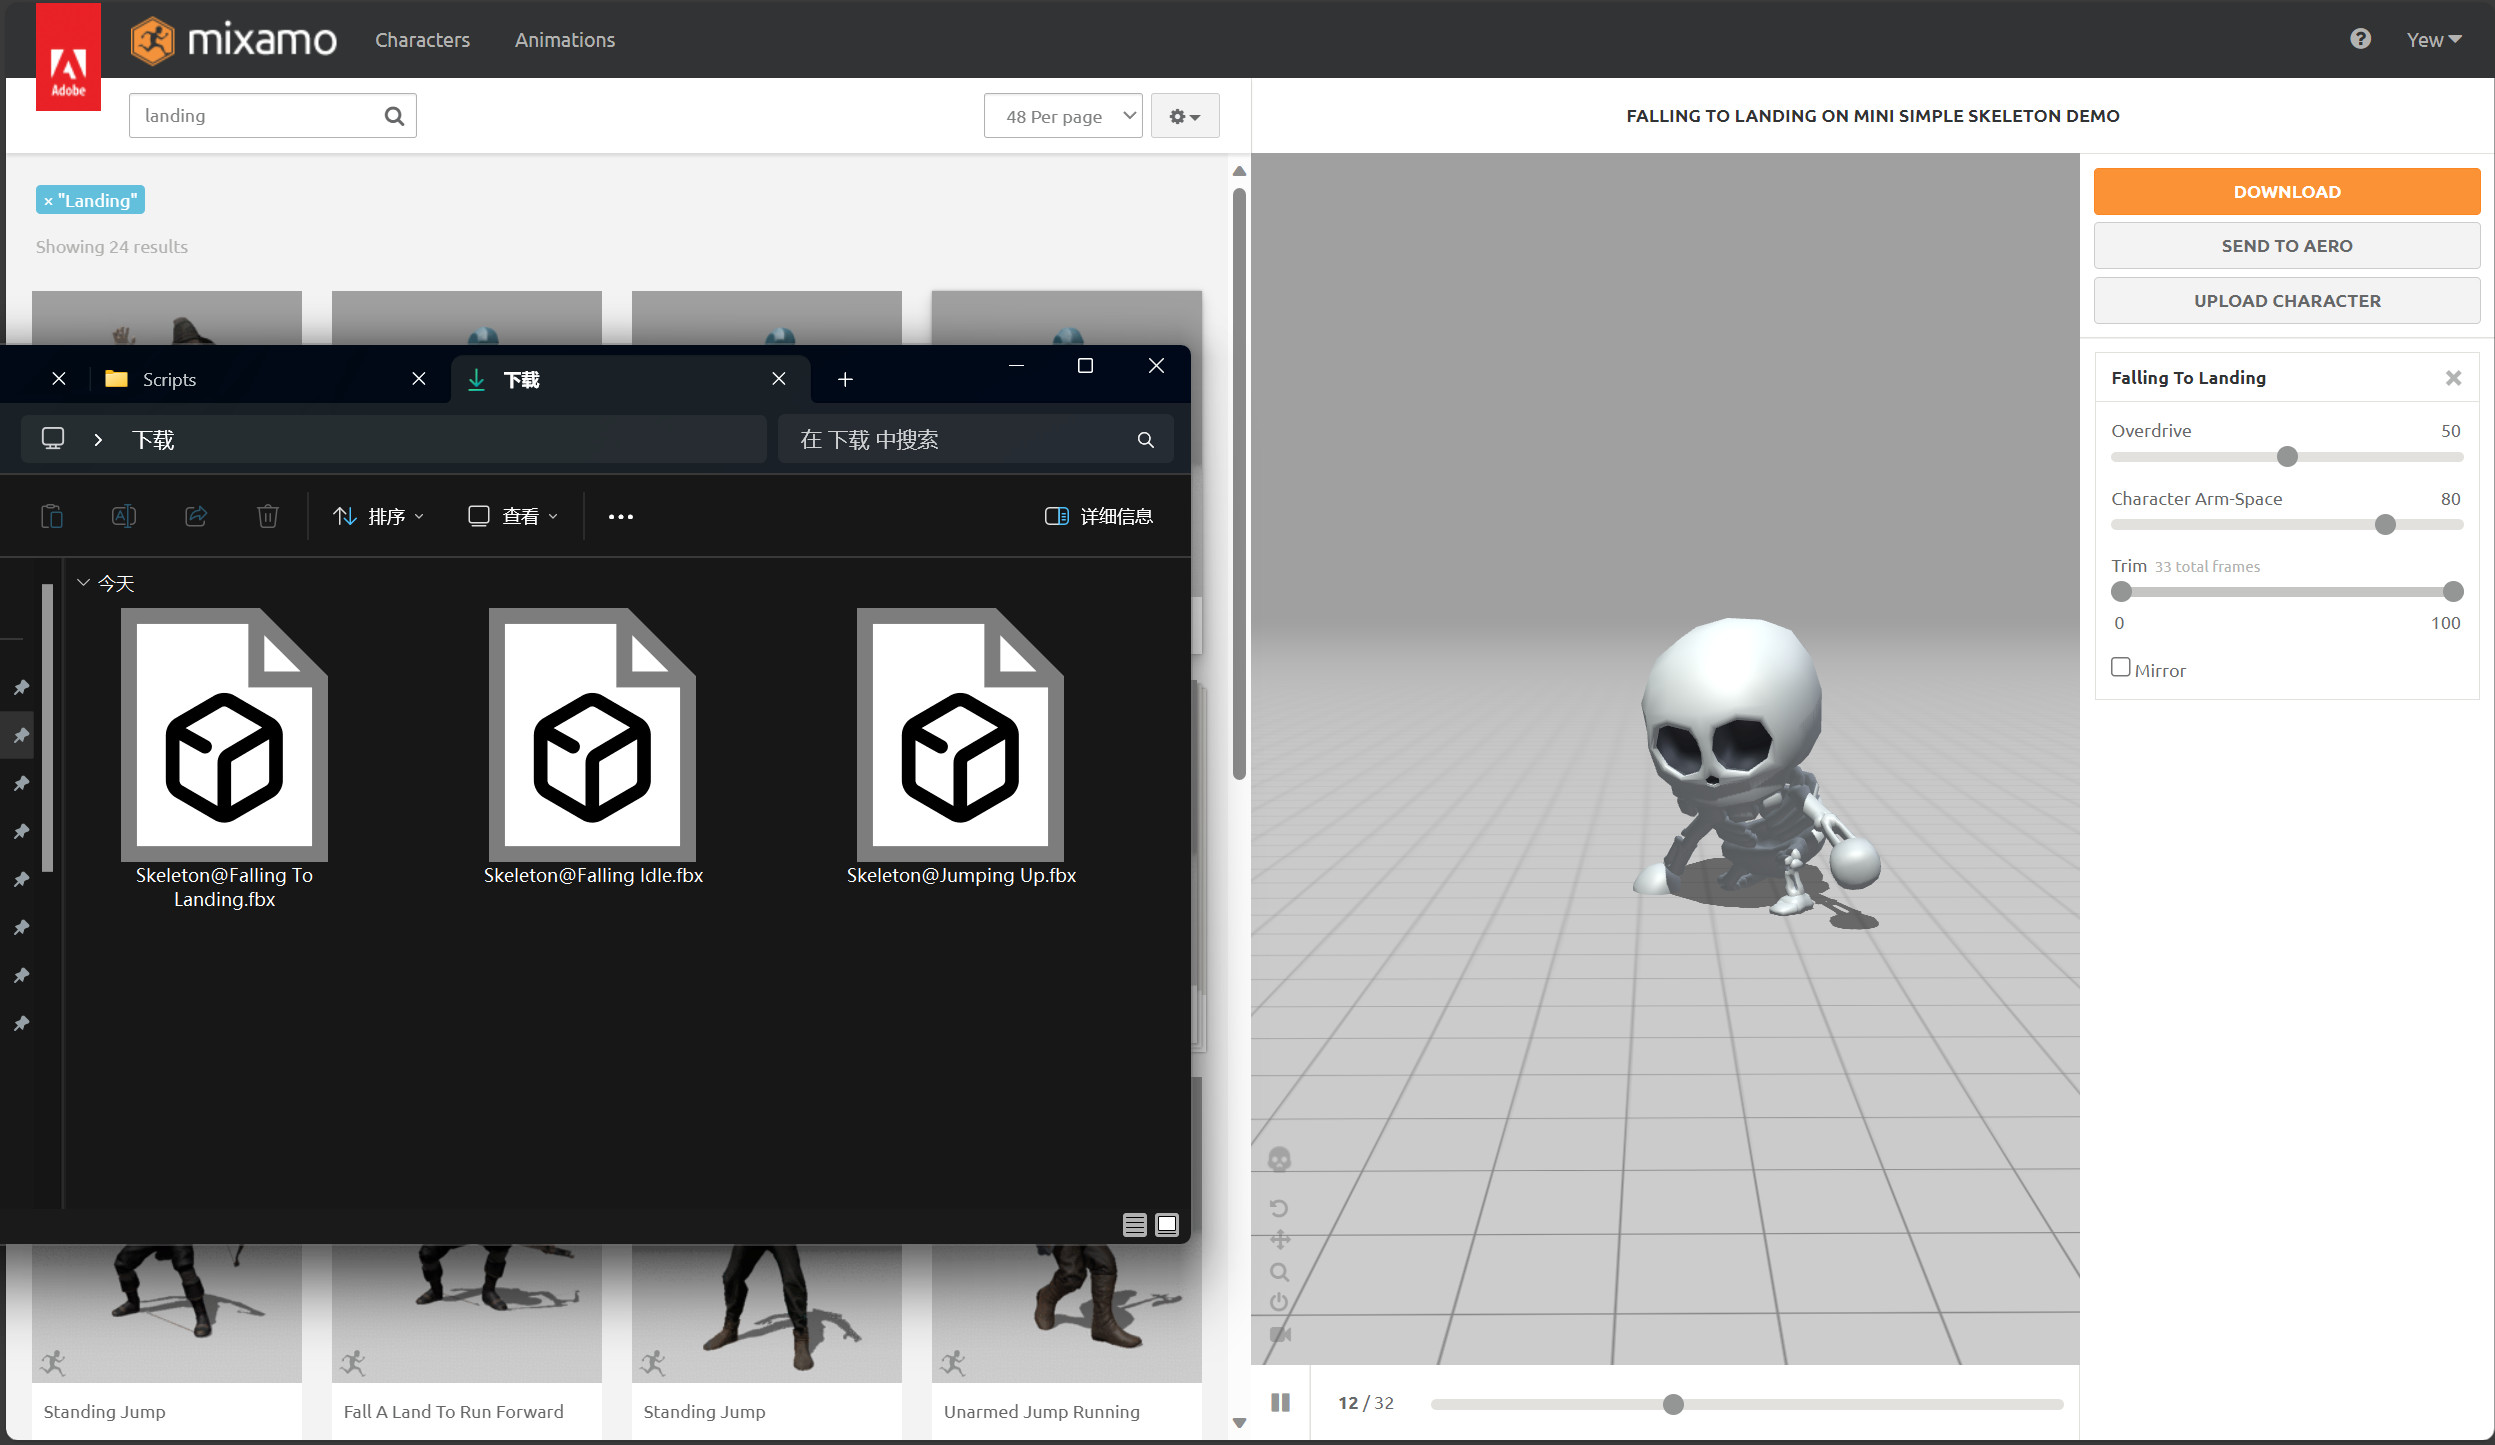 Adobe
mixamo
Characters
Animations
Yew
landing
48 Per page
FALLING TO LANDING ON MINI SIMPLE SKELETON DEMO
× "Landing"
Showing 24 results
DOWNLOAD
SEND TO AERO
UPLOAD CHARACTER
Falling To Landing
Overdrive 50
Character Arm-Space 80
Trim 33 total frames
0 100
Mirror
Scripts
下载
下载
在 下载 中搜索
排序
查看
详细信息
今天
Skeleton@Falling To
Landing.fbx
Skeleton@Falling Idle.fbx
Skeleton@Jumping Up.fbx
Standing Jump
Fall A Land To Run Forward
Standing Jump
Unarmed Jump Running
12 / 32